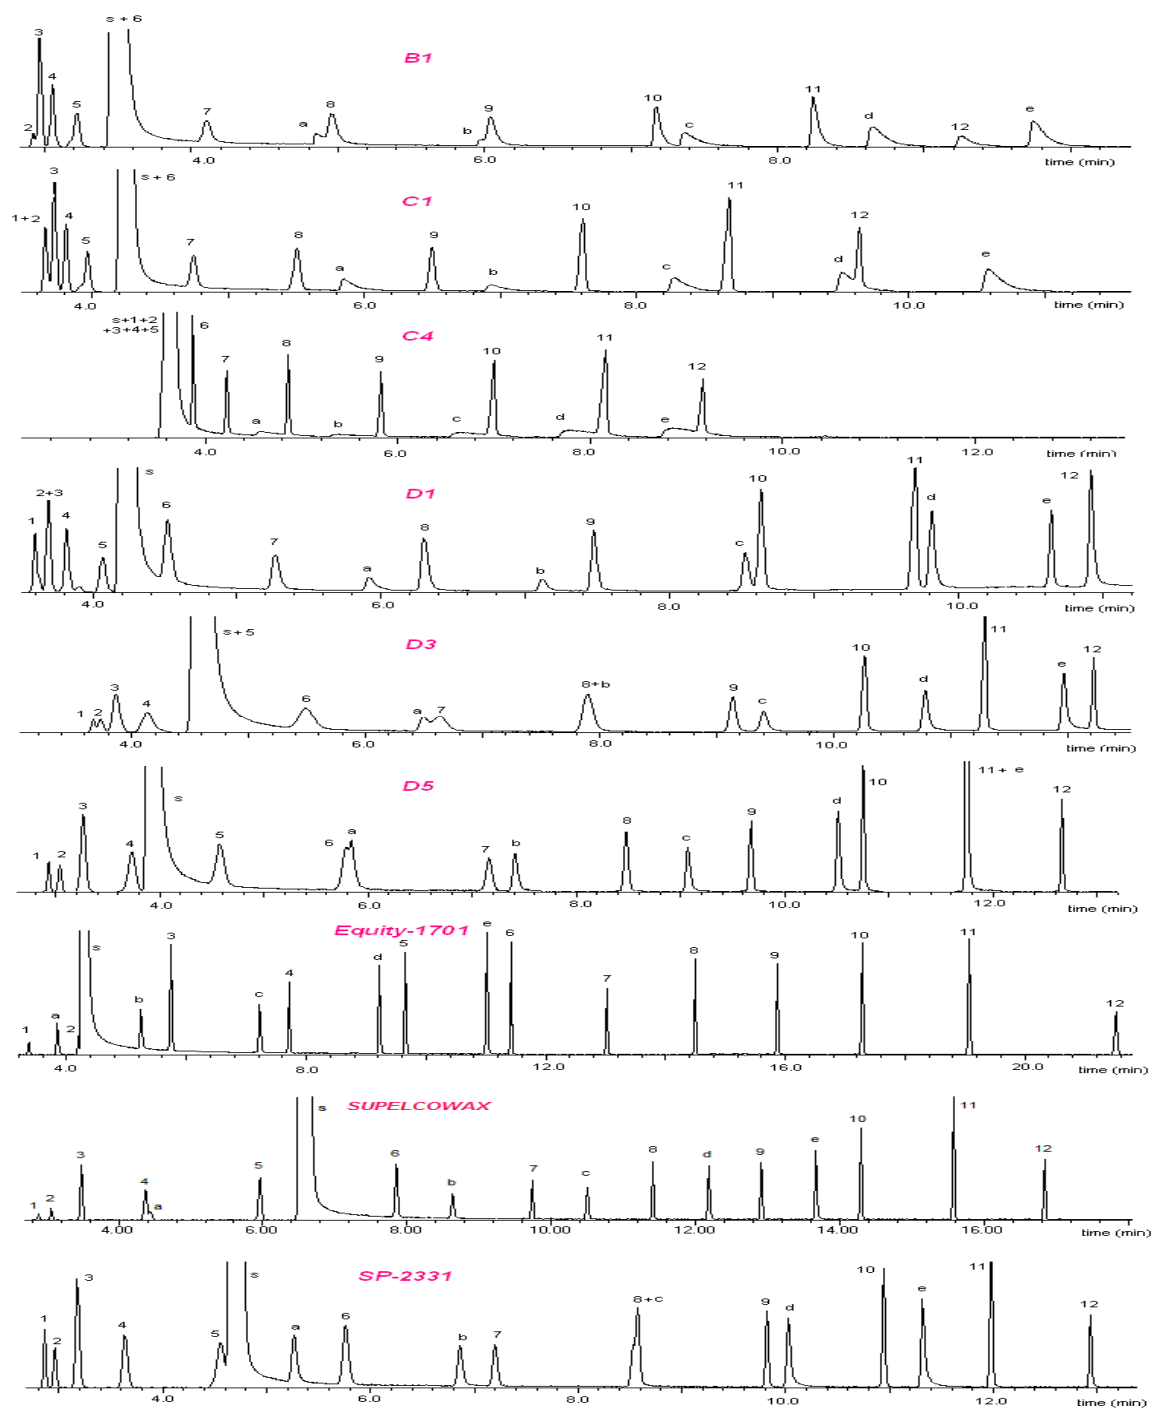 s + 6
3
B1
4
5
2
7
a
8
b
9
10
c
11
d
12
e
4.0
6.0
8.0
time (min)
3
s + 6
C1
1+2
4
5
7
8
a
9
b
10
c
11
d
12
e
4.0
6.0
8.0
10.0
time (min)
s+1+2
+3+4+5
6
C4
7
a
8
b
9
c
10
d
11
e
12
4.0
6.0
8.0
10.0
12.0
time (min)
s
D1
1
2+3
4
5
6
7
a
8
b
9
c
10
11
d
e
12
4.0
6.0
8.0
10.0
time (min)
s + 5
D3
1
2
3
4
6
a
7
8+b
9
c
10
d
11
e
12
4.0
6.0
8.0
10.0
time (min)
D5
1
2
3
4
s
5
6
a
7
b
8
c
9
d
10
11 + e
12
4.0
6.0
8.0
10.0
12.0
time (min)
Equity-1701
1
a
2
s
b
3
c
4
d
5
e
6
7
8
9
10
11
12
4.0
8.0
12.0
16.0
20.0
time (min)
SUPELCOWAX
1
2
3
4
a
5
s
6
b
7
c
8
d
9
e
10
11
12
4.00
6.00
8.00
10.00
12.00
14.00
16.00
time (min)
SP-2331
1
2
3
4
5
s
a
6
b
7
8+c
9
d
10
e
11
12
4.0
6.0
8.0
10.0
12.0
time (min)